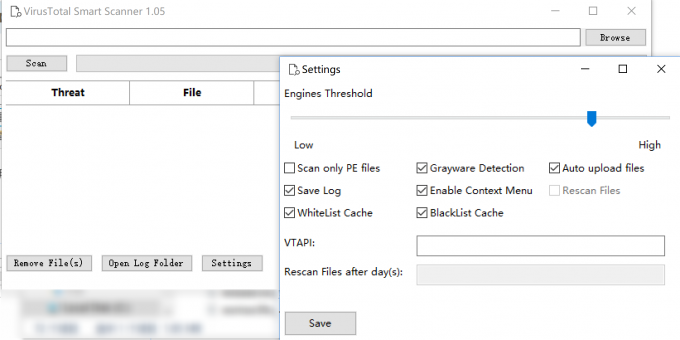 VirusTotal Smart Scanner 1.05
Browse
Scan
Threat File
Remove File(s) Open Log Folder Settings
Settings
Engines Threshold
Low High
Scan only PE files Grayware Detection Auto upload files
Save Log Enable Context Menu Rescan Files
WhiteList Cache BlackList Cache
VTAPI:
Rescan Files after day(s):
Save